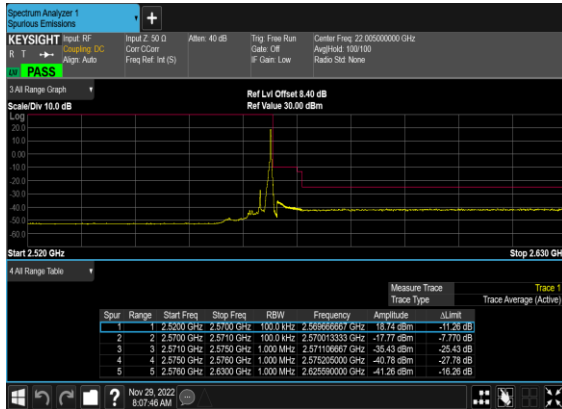 Spectrum Analyzer 1
Spurious Emissions
KEYSIGHT Input: RF Input Z: 50 Ω Atten: 40 dB Trig: Free Run Center Freq: 22.005000000 GHz
R T Coupling: DC Corr CCorr Gate: Off Avg|Hold: 100/100
Align: Auto Freq Ref: Int (S) IF Gain: Low Radio Std: None
PASS
3 All Range Graph
Ref Lvl Offset 8.40 dB
Scale/Div 10.0 dB Ref Value 30.00 dBm
Log
20.0
10.0
0.00
-10.0
-20.0
-30.0
-40.0
-50.0
-60.0
Start 2.520 GHz Stop 2.630 GH
4 All Range Table
Measure Trace Trace 1
Trace Type Trace Average (Active)
Spur Range Start Freq Stop Freq RBW Frequency Amplitude ΔLimit
1 1 2.5200 GHz 2.5700 GHz 100.0 kHz 2.569666667 GHz 18.74 dBm -11.26 dB
2 2 2.5700 GHz 2.5710 GHz 100.0 kHz 2.570013333 GHz -17.77 dBm -7.770 dB
3 3 2.5710 GHz 2.5750 GHz 1.000 MHz 2.571106667 GHz -35.43 dBm -25.43 dB
4 4 2.5750 GHz 2.5760 GHz 1.000 MHz 2.575205000 GHz -40.78 dBm -27.78 dB
5 5 2.5760 GHz 2.6300 GHz 1.000 MHz 2.625590000 GHz -41.26 dBm -16.26 dB
Nov 29, 2022
8:07:46 AM